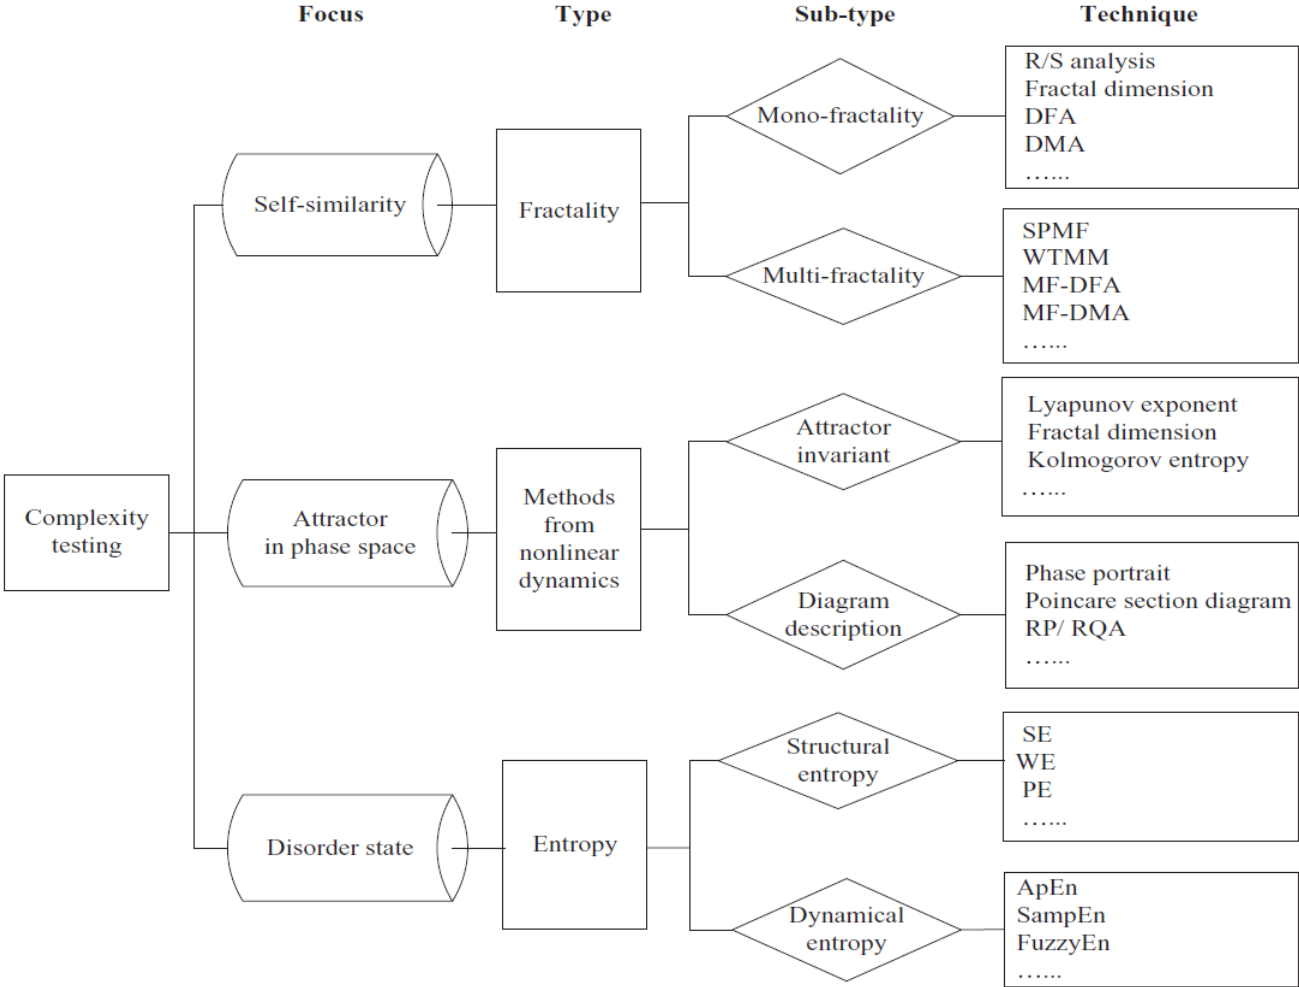 Focus
Type
Sub-type
Technique
Complexity
testing
Self-similarity
Fractality
Mono-fractality
R/S analysis
Fractal dimension
DFA
DMA
…...
Multi-fractality
SPMF
WTMM
MF-DFA
MF-DMA
…...
Attractor
in phase space
Methods
from
nonlinear
dynamics
Attractor
invariant
Lyapunov exponent
Fractal dimension
Kolmogorov entropy
…...
Diagram
description
Phase portrait
Poincare section diagram
RP/ RQA
…...
Disorder state
Entropy
Structural
entropy
SE
WE
PE
…...
Dynamical
entropy
ApEn
SampEn
FuzzyEn
…...